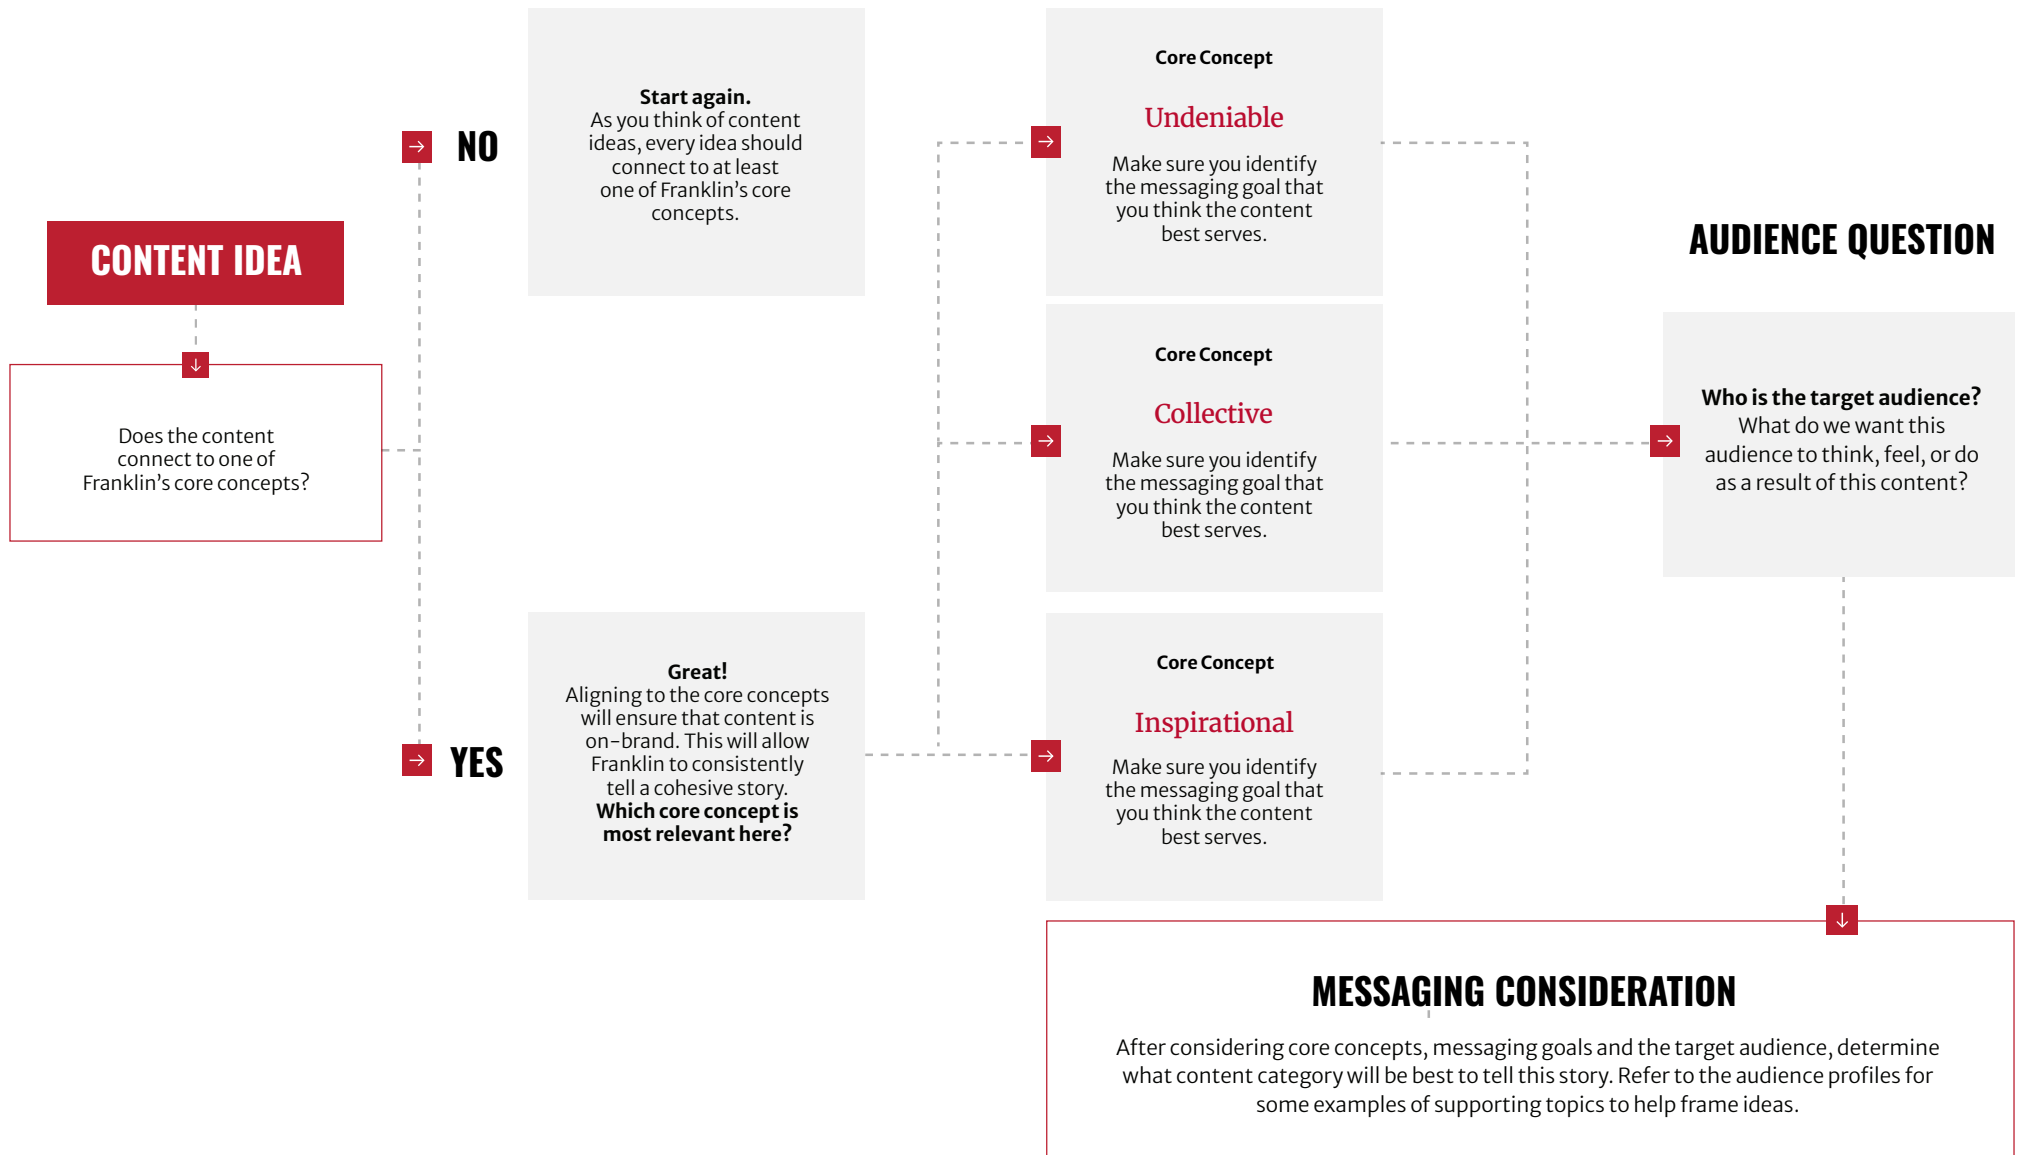 CONTENT IDEA
Does the content
connect to one of
Franklin’s core concepts?
NO
Start again.
As you think of content
ideas, every idea should
connect to at least
one of Franklin’s core
concepts.
YES
Great!
Aligning to the core concepts
will ensure that content is
on-brand. This will allow
Franklin to consistently
tell a cohesive story.
Which core concept is
most relevant here?
Core Concept
Undeniable
Make sure you identify
the messaging goal that
you think the content
best serves.
Core Concept
Collective
Make sure you identify
the messaging goal that
you think the content
best serves.
Core Concept
Inspirational
Make sure you identify
the messaging goal that
you think the content
best serves.
AUDIENCE QUESTION
Who is the target audience?
What do we want this
audience to think, feel, or do
as a result of this content?
MESSAGING CONSIDERATION
After considering core concepts, messaging goals and the target audience, determine
what content category will be best to tell this story. Refer to the audience profiles for
some examples of supporting topics to help frame ideas.